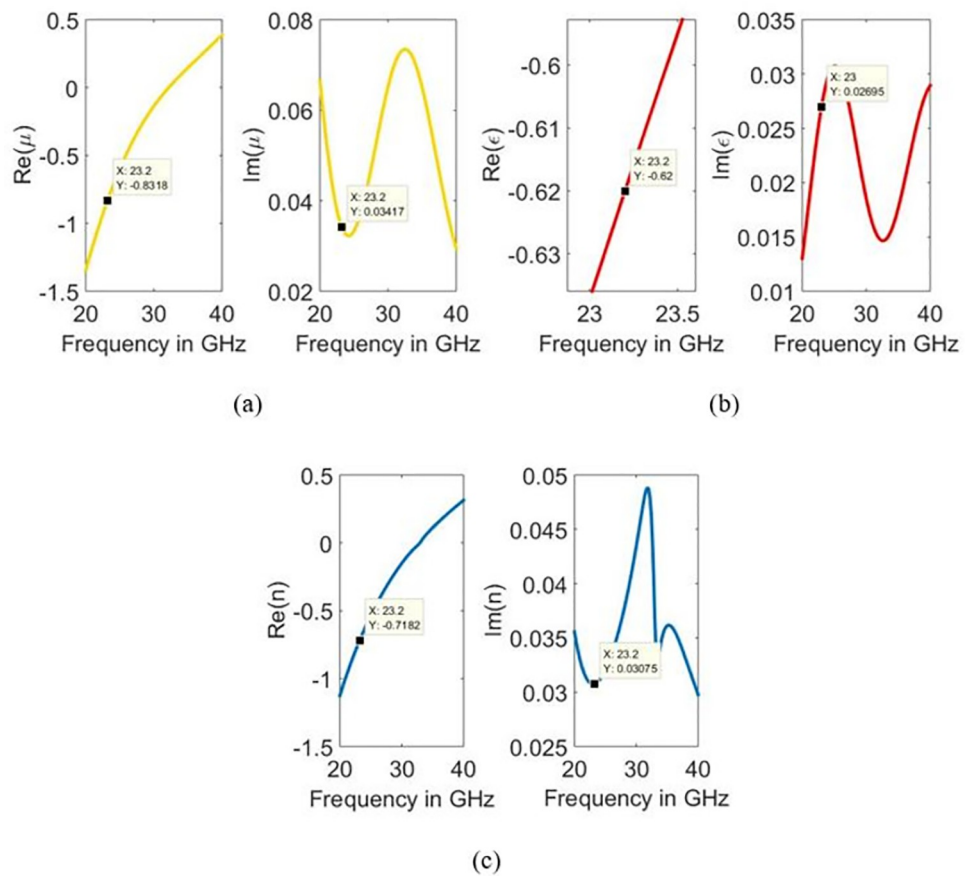 0.5
0
-0.5
-1
-1.5
Re(μ)
X: 23.2
Y: -0.8318
20 30 40
Frequency in GHz
0.08
0.06
0.04
0.02
Im(μ)
X: 23.2
Y: 0.03417
20 30 40
Frequency in GHz
(a)
-0.6
-0.61
-0.62
-0.63
Re(ϵ)
X: 23.2
Y: -0.62
23 23.5
Frequency in GHz
0.035
0.03
0.025
0.02
0.015
0.01
Im(ϵ)
X: 23
Y: 0.02695
20 30 40
Frequency in GHz
(b)
0.5
0
-0.5
-1
-1.5
Re(n)
X: 23.2
Y: -0.7182
20 30 40
Frequency in GHz
0.05
0.045
0.04
0.035
0.03
0.025
Im(n)
X: 23.2
Y: 0.03075
20 30 40
Frequency in GHz
(c)